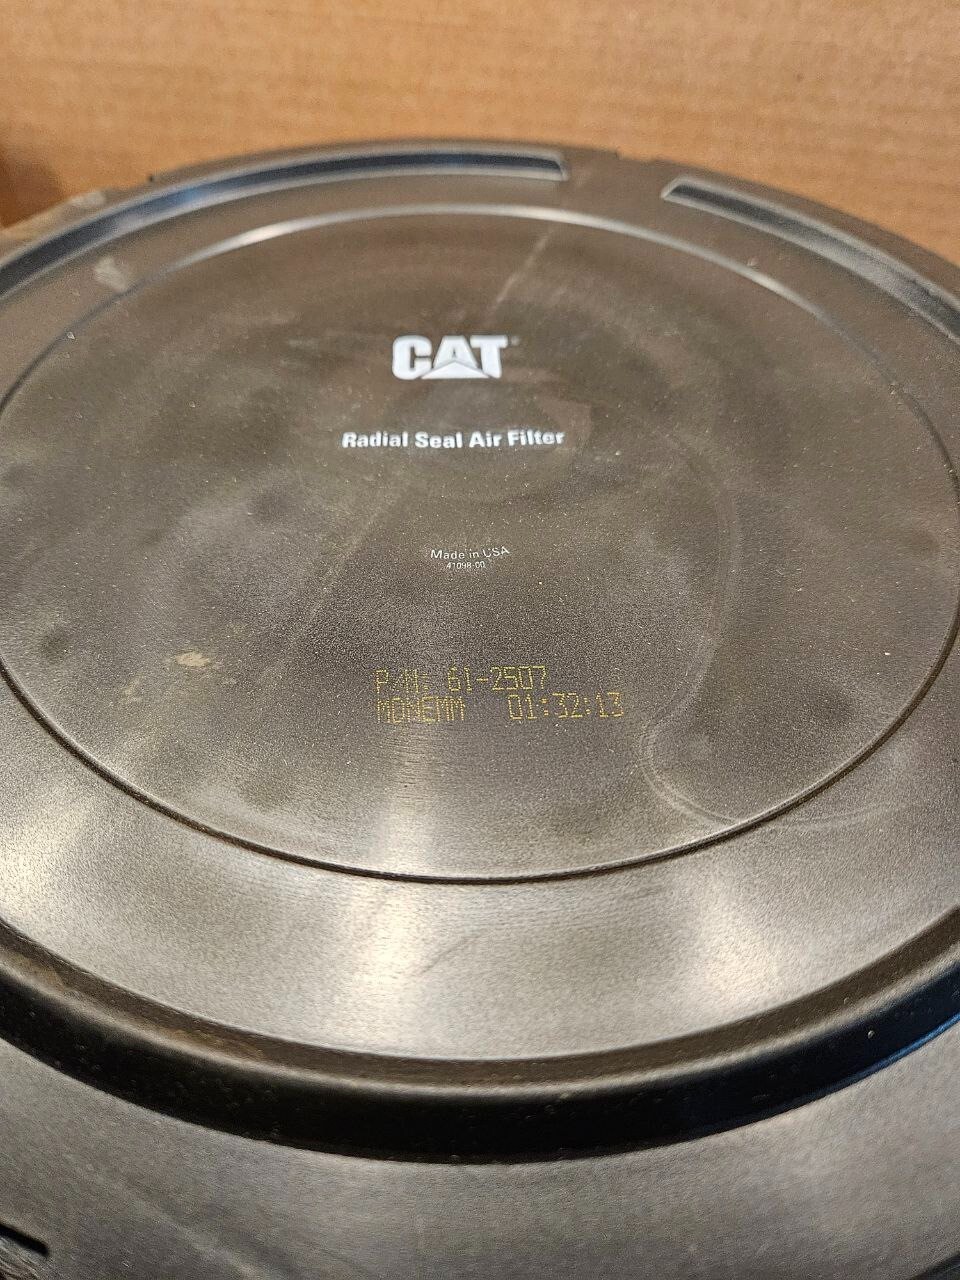 CAT
Radial Seal Air Filter
Made in USA
41098-00
P/N: 61-2507
MONEMM 01:32:13